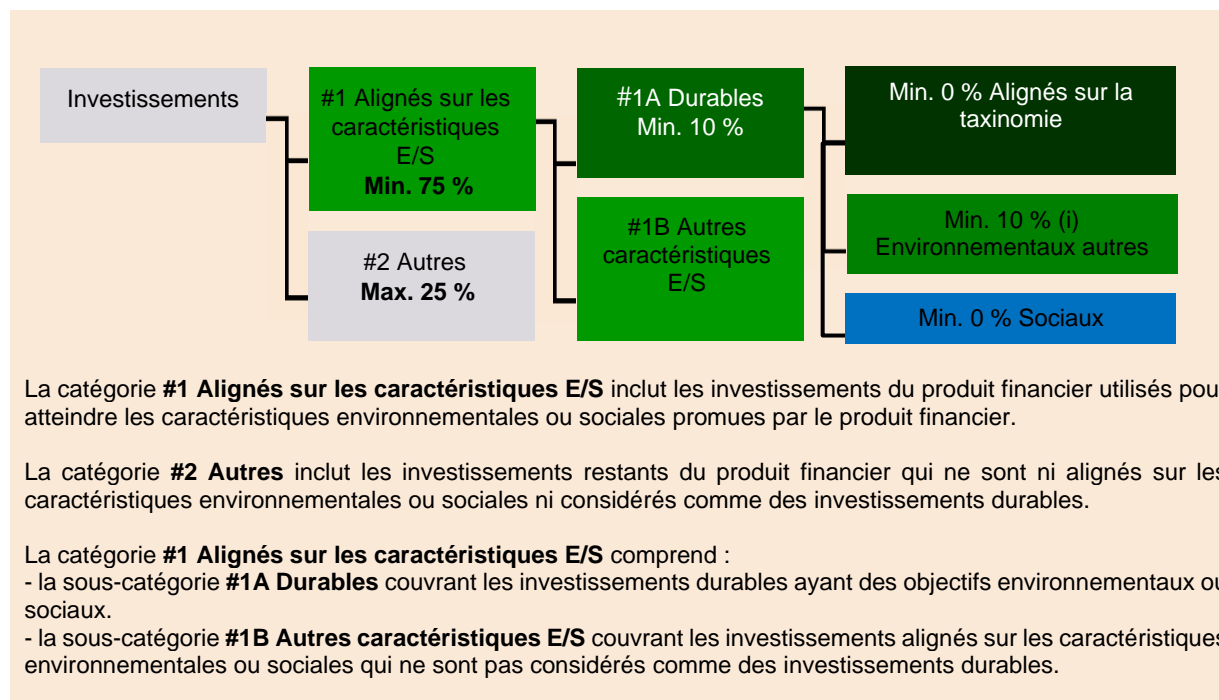 Investissements
#1 Alignés sur les
caractéristiques
E/S
Min. 75 %
#2 Autres
Max. 25 %
#1A Durables
Min. 10 %
#1B Autres
caractéristiques
E/S
Min. 0 % Alignés sur la
taxinomie
Min. 10 % (i)
Environnementaux autres
Min. 0 % Sociaux
La catégorie #1 Alignés sur les caractéristiques E/S inclut les investissements du produit financier utilisés pou
atteindre les caractéristiques environnementales ou sociales promues par le produit financier.
La catégorie #2 Autres inclut les investissements restants du produit financier qui ne sont ni alignés sur les
caractéristiques environnementales ou sociales ni considérés comme des investissements durables.
La catégorie #1 Alignés sur les caractéristiques E/S comprend :
- la sous-catégorie #1A Durables couvrant les investissements durables ayant des objectifs environnementaux ou
sociaux.
- la sous-catégorie #1B Autres caractéristiques E/S couvrant les investissements alignés sur les caractéristiques
environnementales ou sociales qui ne sont pas considérés comme des investissements durables.